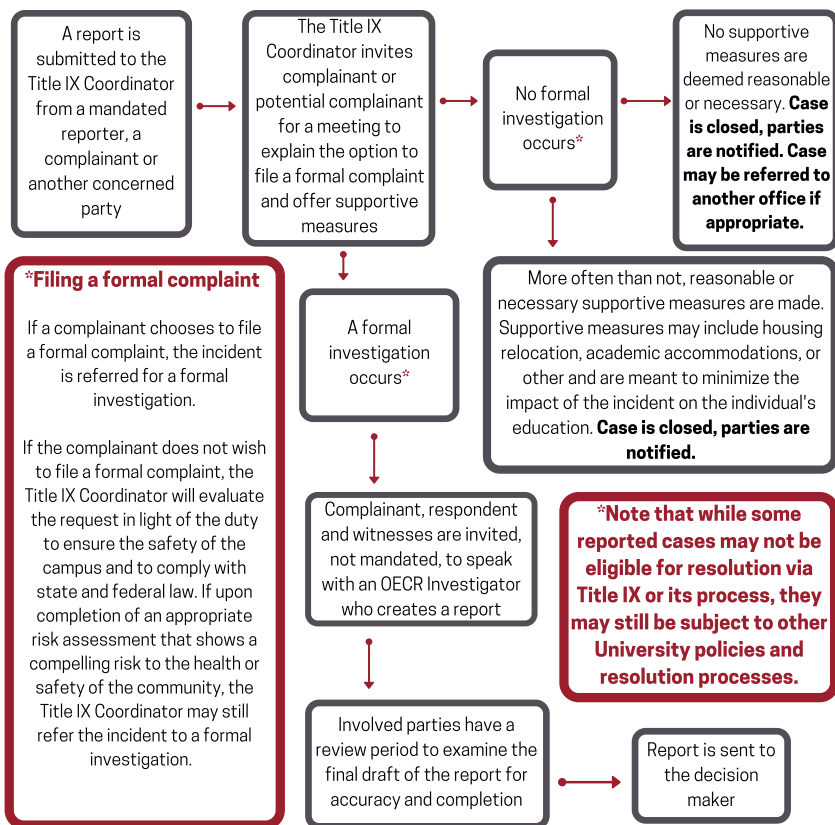 A report is
submitted to the
Title IX Coordinator
from a mandated
reporter, a
complainant or
another concerned
party
The Title IX
Coordinator invites
complainant or
potential complainant
for a meeting to
explain the option to
file a formal complaint
and offer supportive
measures
No formal
investigation
occurs*
No supportive
measures are
deemed reasonable
or necessary. Case
is closed, parties
are notified. Case
may be referred to
another office if
appropriate.
More often than not, reasonable or
necessary supportive measures are made.
Supportive measures may include housing
relocation, academic accommodations, or
other and are meant to minimize the
impact of the incident on the individual's
education. Case is closed, parties are
notified.
*Filing a formal complaint
If a complainant chooses to file
a formal complaint, the incident
is referred for a formal
investigation.
If the complainant does not wish
to file a formal complaint, the
Title IX Coordinator will evaluate
the request in light of the duty
to ensure the safety of the
campus and to comply with
state and federal law. If upon
completion of an appropriate
risk assessment that shows a
compelling risk to the health or
safety of the community, the
Title IX Coordinator may still
refer the incident to a formal
investigation.
A formal
investigation
occurs*
Complainant, respondent
and witnesses are invited,
not mandated, to speak
with an OECR Investigator
who creates a report
*Note that while some
reported cases may not be
eligible for resolution via
Title IX or its process, they
may still be subject to other
University policies and
resolution processes.
Involved parties have a
review period to examine the
final draft of the report for
accuracy and completion
Report is sent to
the decision
maker